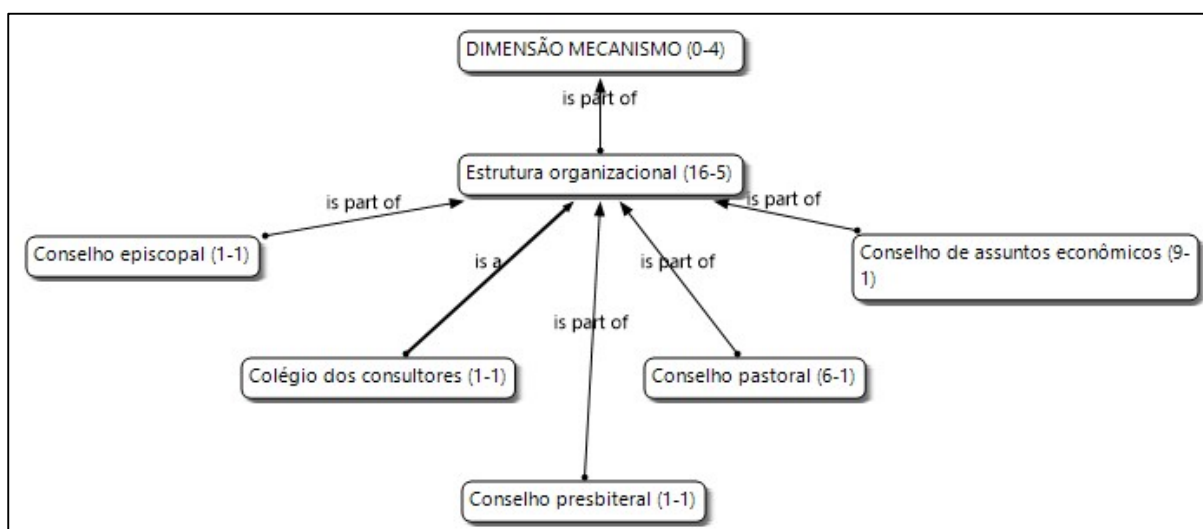 DIMENSÃO MECANISMO (0-4)
is part of
Estrutura organizacional (16-5)
is part of
is part of
Conselho episcopal (1-1)
Conselho de assuntos econômicos (9-
1)
is a
is part of
is part of
Colégio dos consultores (1-1)
Conselho pastoral (6-1)
Conselho presbiteral (1-1)